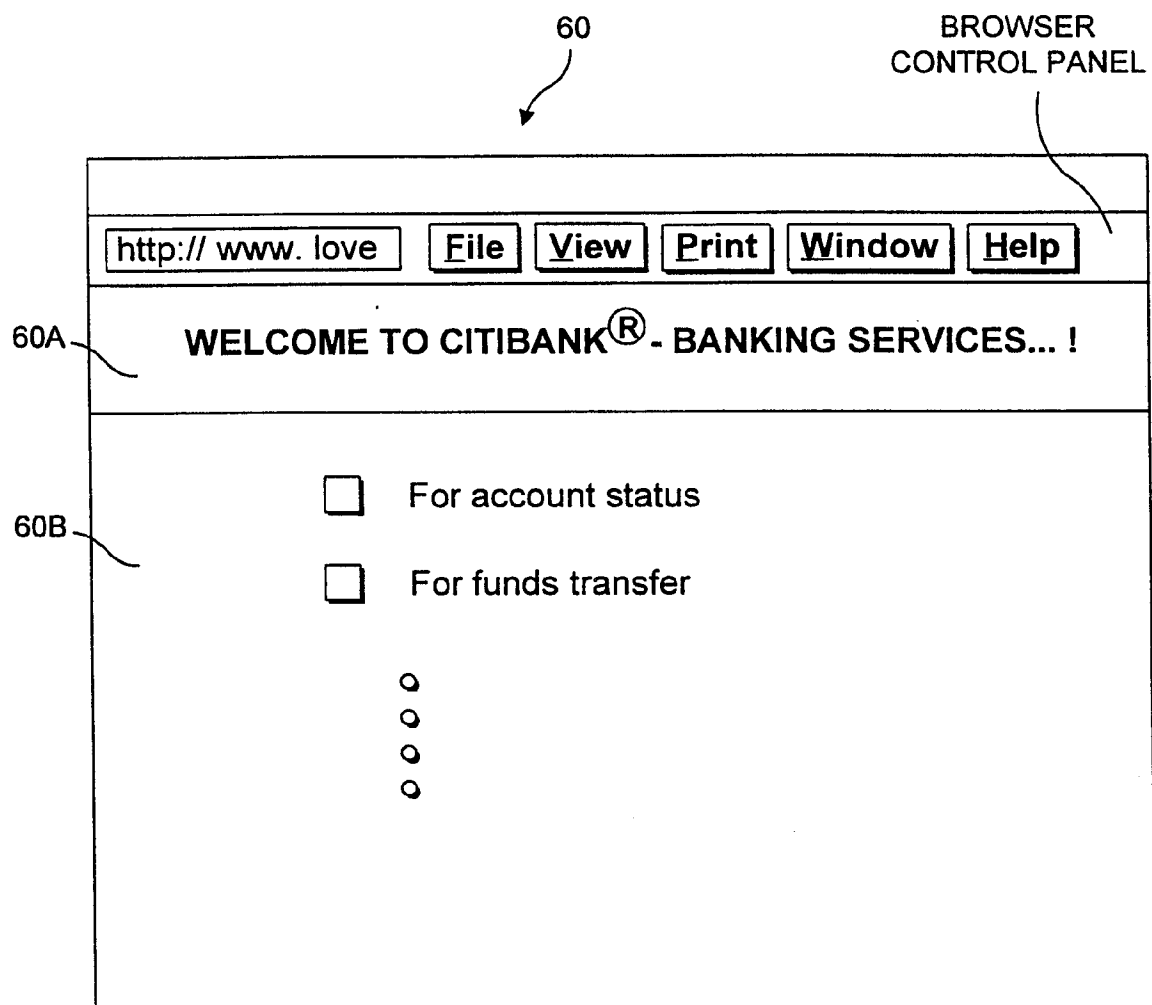 60
BROWSER
CONTROL PANEL
http:// www. love File View Print Window Help
60A
WELCOME TO CITIBANK® - BANKING SERVICES... !
For account status
60B
For funds transfer